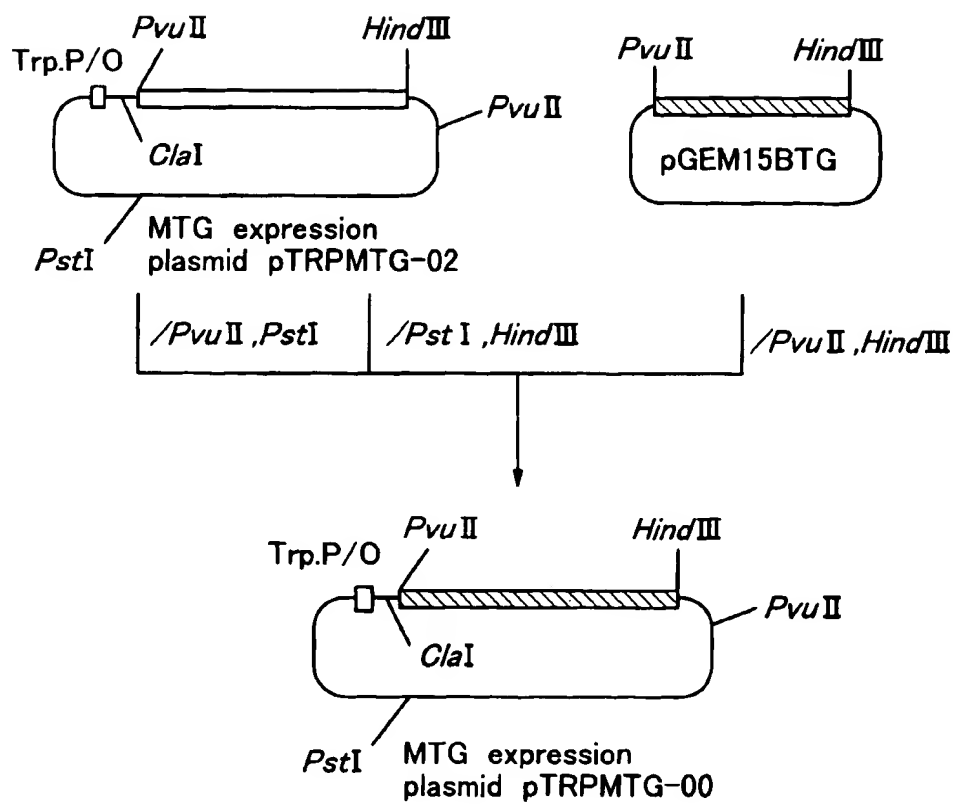 PvuⅡ
HindⅢ
Trp.P/O
PvuⅡ
ClaI
PstI
MTG expression
plasmid pTRPMTG-02
PvuⅡ
HindⅢ
pGEM15BTG
/PvuⅡ,PstI
/PstI,HindⅢ
/PvuⅡ,HindⅢ
PvuⅡ
HindⅢ
Trp.P/O
PvuⅡ
ClaI
PstI
MTG expression
plasmid pTRPMTG-00